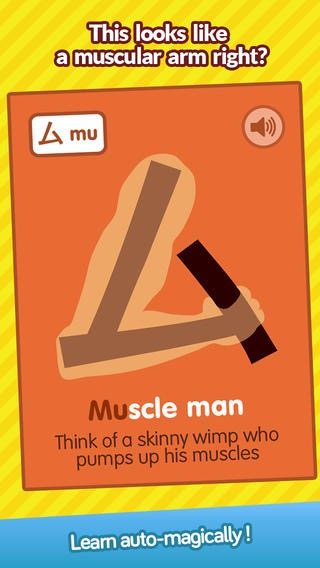 This looks like
a muscular arm right?
ム mu
Muscle man
Think of a skinny wimp who
pumps up his muscles
Learn auto-magically !